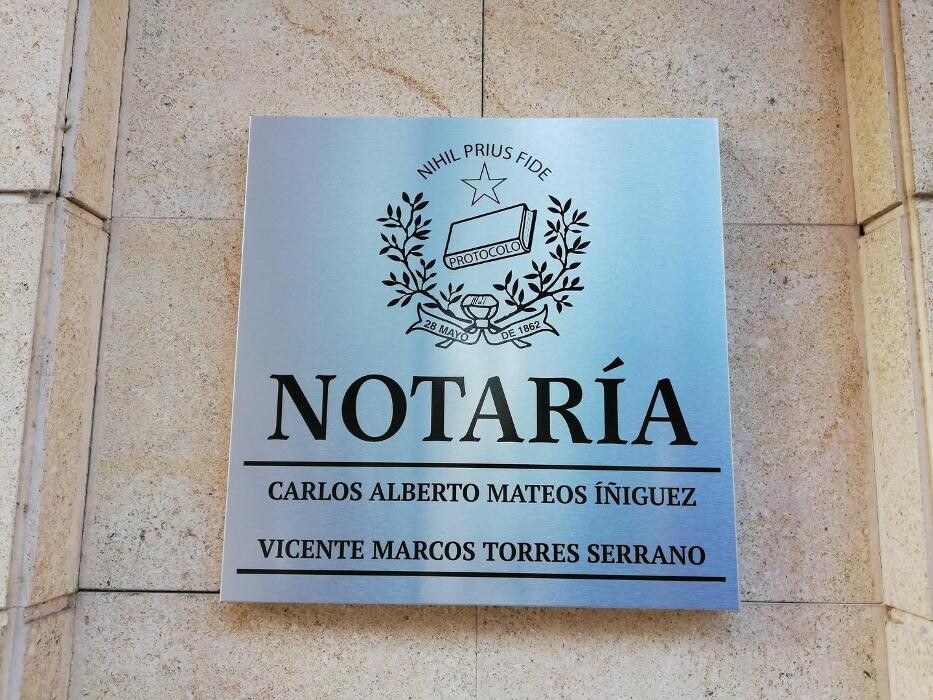 NIHIL PRIUS FIDE
PROTOCOLO
28 MAYO DE 1862
NOTARÍA
CARLOS ALBERTO MATEOS ÍÑIGUEZ
VICENTE MARCOS TORRES SERRANO